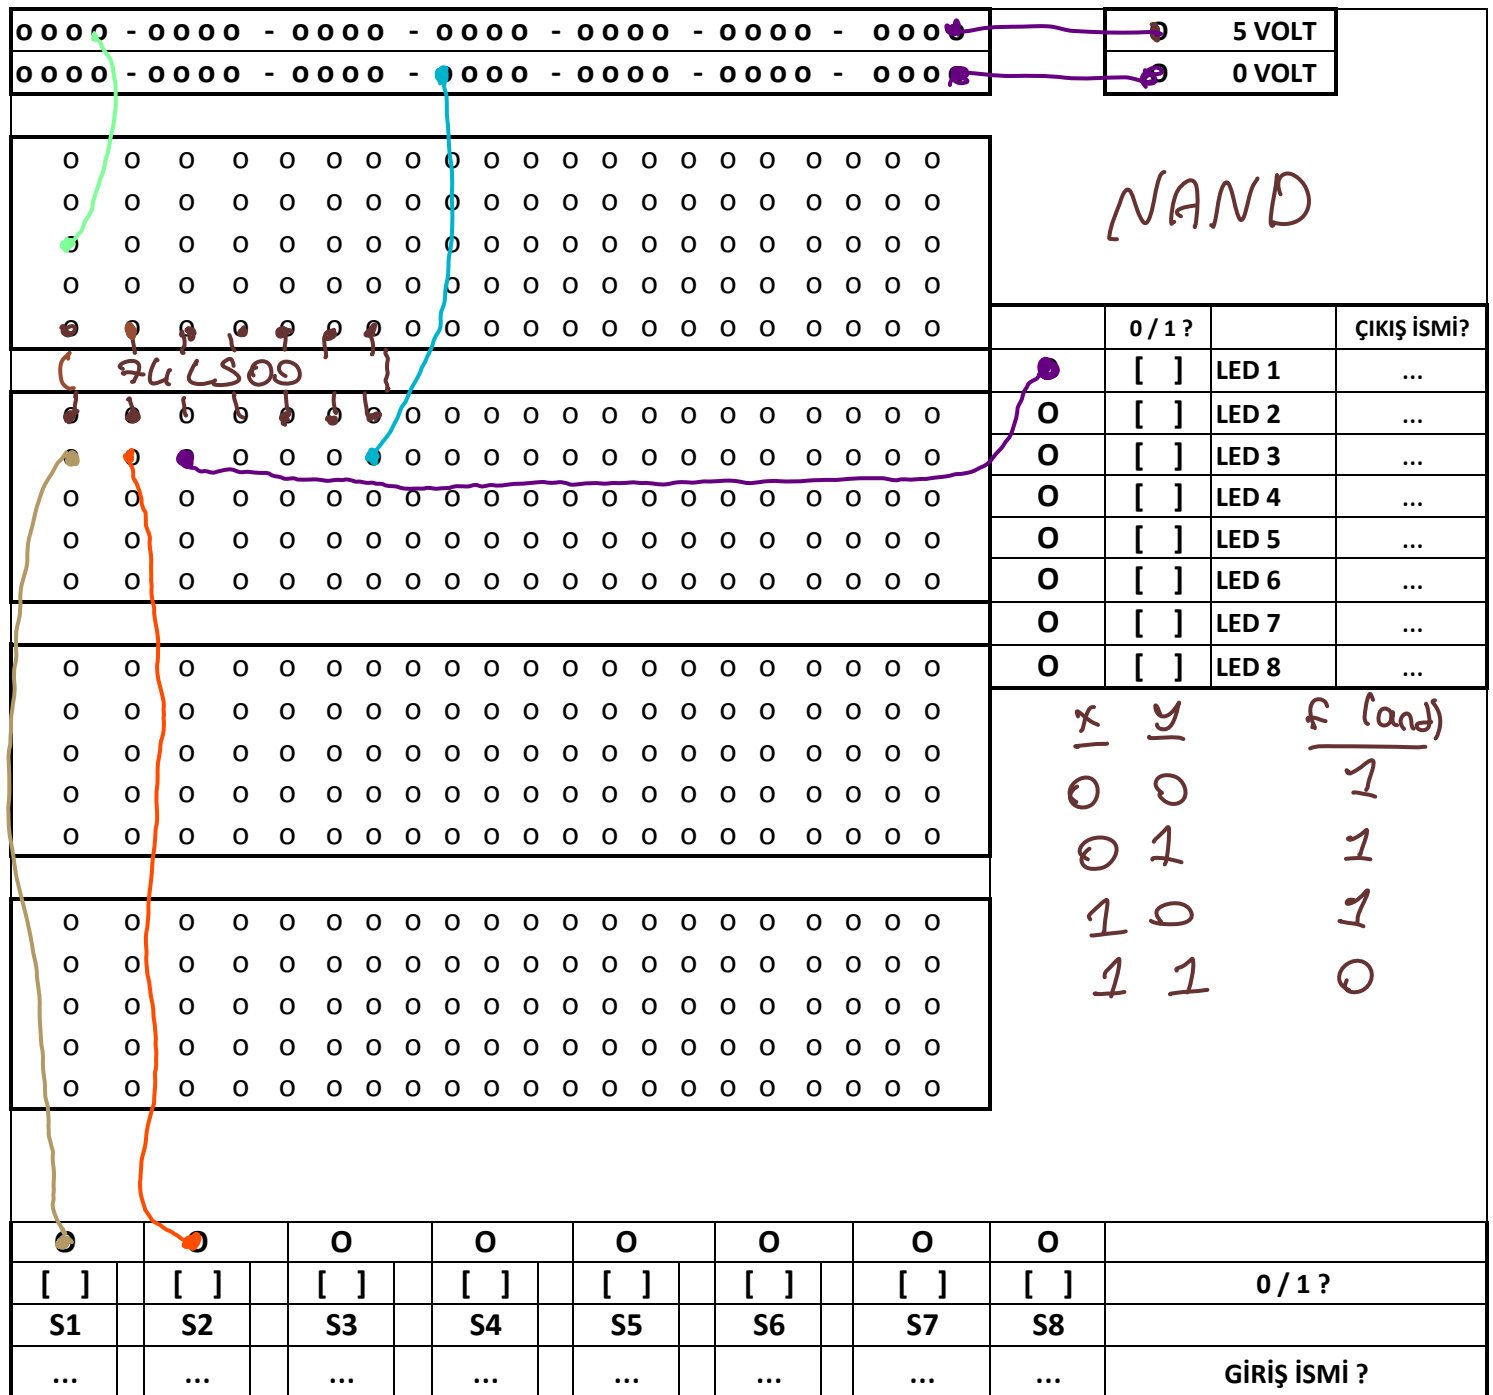 o o o o - o o o o - o o o o - o o o o - o o o o - o o o o - o o o o O 5 VOLT
o o o o - o o o o - o o o o - o o o o - o o o o - o o o o - o o o o O 0 VOLT
o o o o o o o o o o o o o o o o o o o o o
o o o o o o o o o o o o o o o o o o o o o
NAND
o o o o o o o o o o o o o o o o o o o o o
o o o o o o o o o o o o o o o o o o o o o
o o o o o o o o o o o o o o o o o o o o o
0 / 1 ? ÇIKIŞ İSMİ?
74LS00
O [ ] LED 1 ...
o o o o o o o o o o o o o o o o o o o o o
O [ ] LED 2 ...
o o o o o o o o o o o o o o o o o o o o o
O [ ] LED 3 ...
o o o o o o o o o o o o o o o o o o o o o
O [ ] LED 4 ...
o o o o o o o o o o o o o o o o o o o o o
O [ ] LED 5 ...
o o o o o o o o o o o o o o o o o o o o o
O [ ] LED 6 ...
O [ ] LED 7 ...
o o o o o o o o o o o o o o o o o o o o o
O [ ] LED 8 ...
o o o o o o o o o o o o o o o o o o o o o
x y f (and)
o o o o o o o o o o o o o o o o o o o o o
o o o o o o o o o o o o o o o o o o o o o
0 0 1
o o o o o o o o o o o o o o o o o o o o o
0 1 1
o o o o o o o o o o o o o o o o o o o o o
1 0 1
o o o o o o o o o o o o o o o o o o o o o
1 1 0
o o o o o o o o o o o o o o o o o o o o o
o o o o o o o o o o o o o o o o o o o o o
o o o o o o o o o o o o o o o o o o o o o
O O O O O O O O
[ ] [ ] [ ] [ ] [ ] [ ] [ ] [ ] 0 / 1 ?
S1 S2 S3 S4 S5 S6 S7 S8
... ... ... ... ... ... ... ... GİRİŞ İSMİ ?